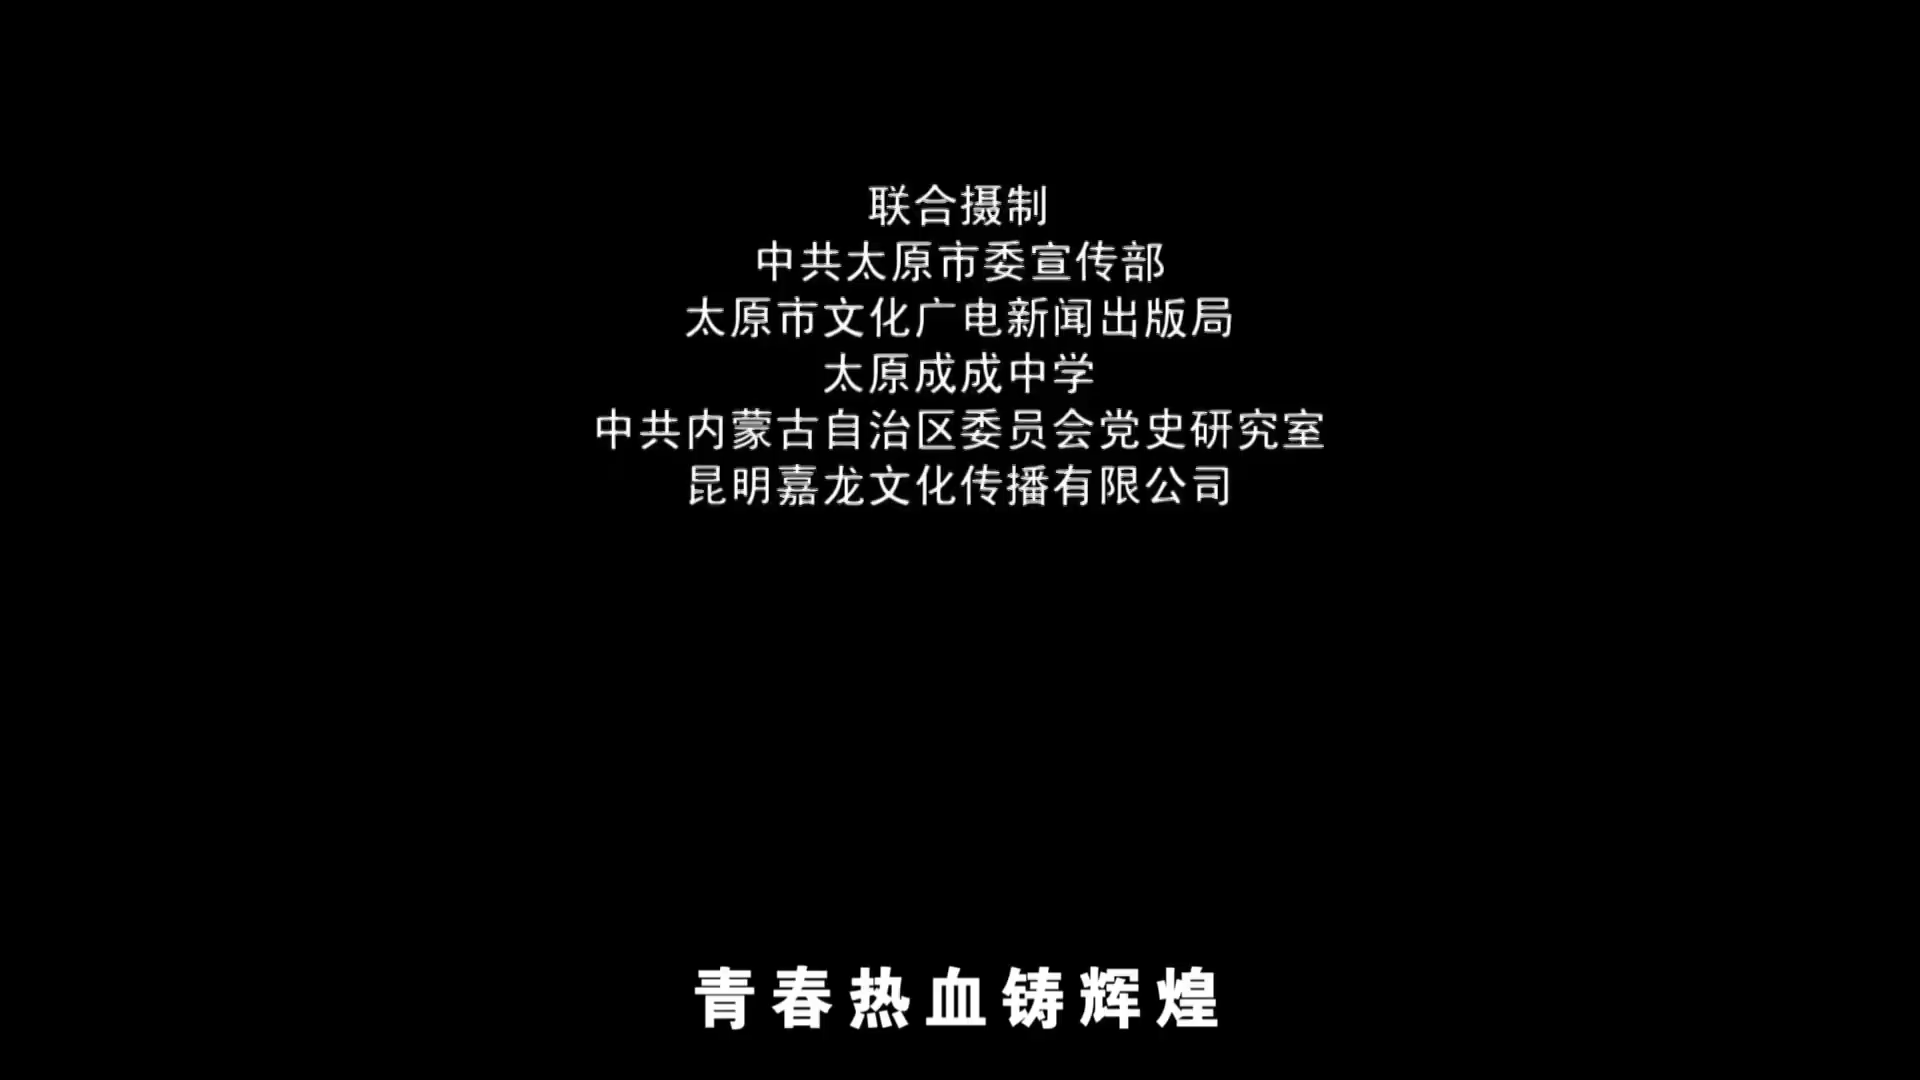 联合摄制
中共太原市委宣传部
太原市文化广电新闻出版局
太原成成中学
中共内蒙古自治区委员会党史研究室
昆明嘉龙文化传播有限公司
青春热血铸辉煌